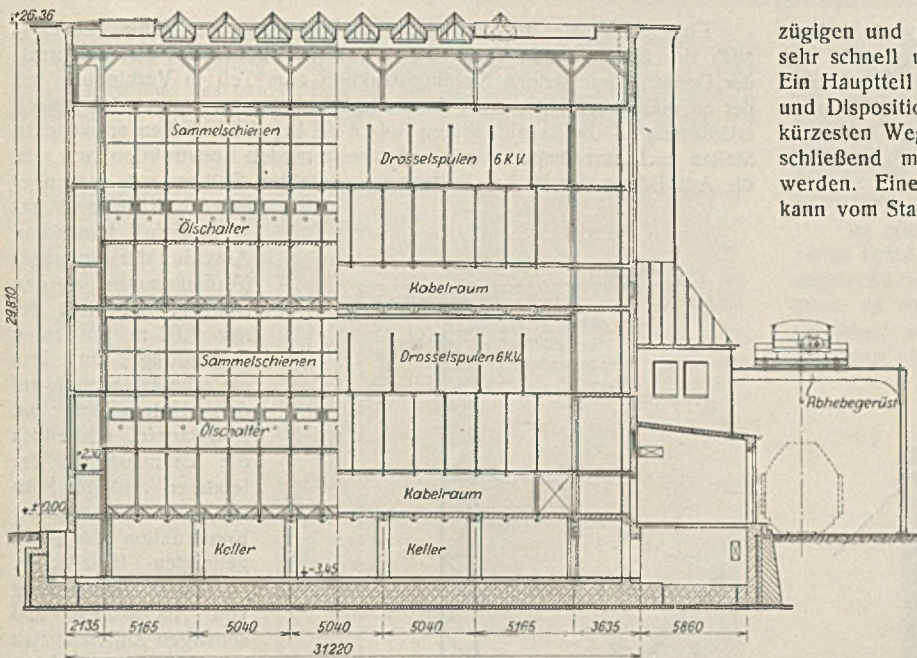 +26,36
zügigen und
sehr schnell u
Ein Hauptteil
und Dispositio
kürzesten Weg
schließend m
werden. Eine
kann vom Sta
Sammelschienen
Drosselspulen 6 K.V.
Ölschalter
Kabelraum
29,810
Sammelschienen
Drosselspulen 6 K.V.
Abhebegerüst
Ölschalter
Kabelraum
±0,00
Keller
Keller
-3,45
2135 5165 5040 5040 5040 5165 3635 5860
31220